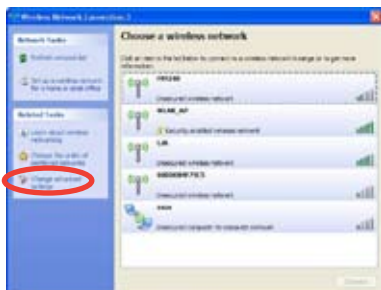 Wireless Network Connection 3
Network Tasks
Choose a wireless network
Refresh network list
Click an item in the list below to connect to a wireless network in range or to get more
information.
Set up a wireless network
for a home or small office
Unsecured wireless network
WLAN_AP
Related Tasks
Security-enabled wireless network
Learn about wireless
networking
Change the order of
preferred networks
Unsecured wireless network
Change advanced
settings
Unsecured wireless network
Unsecured computer-to-computer network
Connect